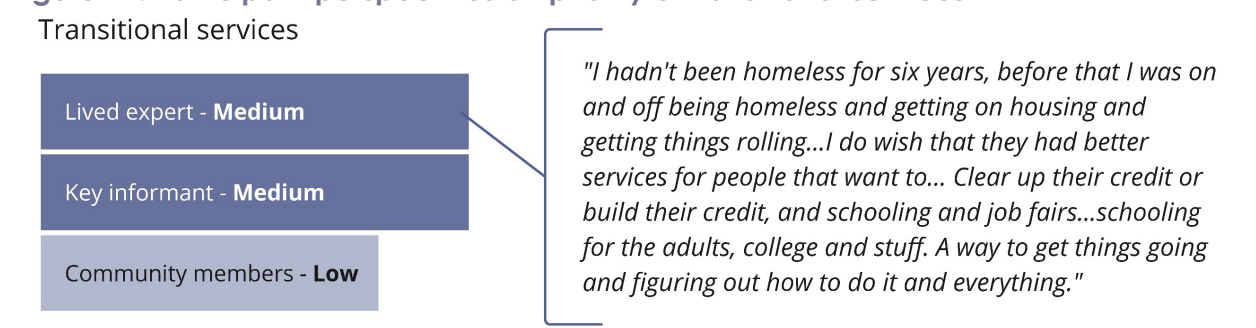 Transitional services
Lived expert - Medium
Key informant - Medium
Community members - Low
"I hadn't been homeless for six years, before that I was on
and off being homeless and getting on housing and
getting things rolling...I do wish that they had better
services for people that want to... Clear up their credit or
build their credit, and schooling and job fairs...schooling
for the adults, college and stuff. A way to get things going
and figuring out how to do it and everything."